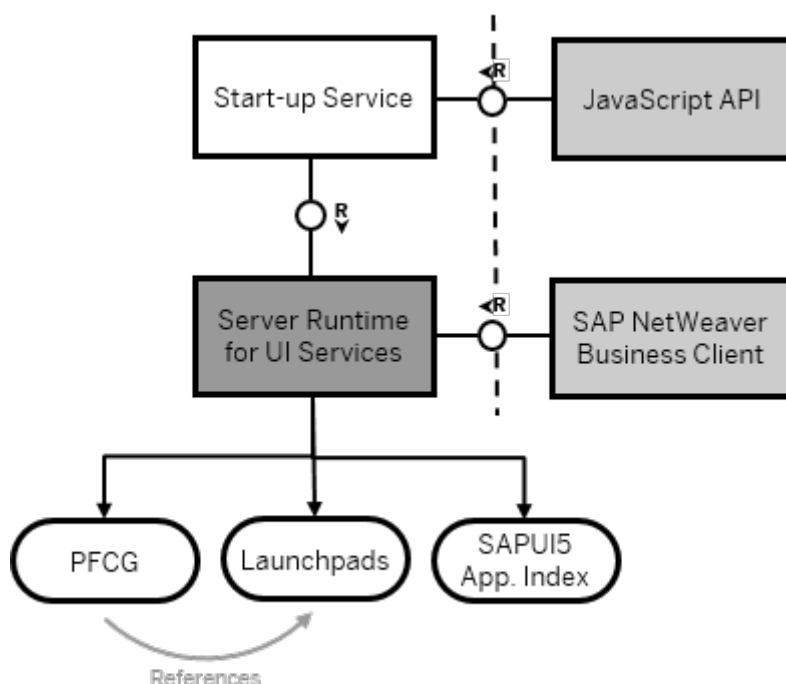 Start-up Service
R
JavaScript API
R
Server Runtime
for UI Services
R
SAP NetWeaver
Business Client
PFCG
Launchpads
SAPUI5
App. Index
References